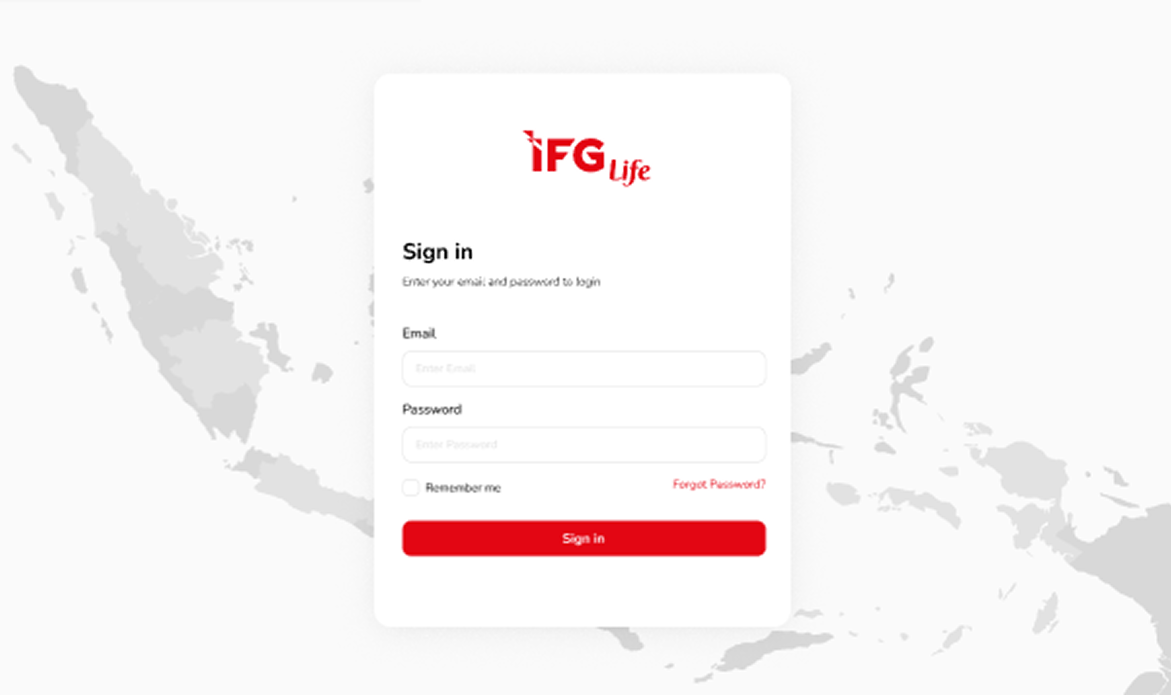 IFG Life
Sign in
Enter your email and password to login
Email
Enter Email
Password
Enter Password
Remember me
Forgot Password?
Sign in